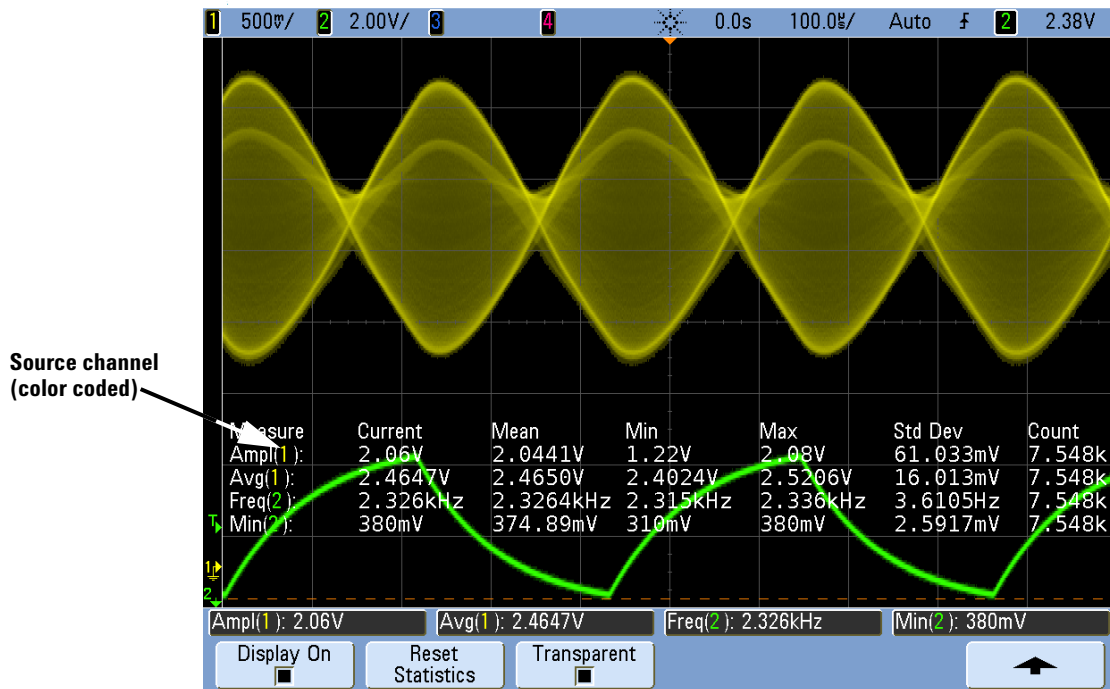 1 500mV/ 2 2.00V/ 3 4 0.0s 100.0us/ Auto 2 2.38V
Source channel
(color coded)
Measure Current Mean Min Max Std Dev Count
Ampl(1): 2.06V 2.0441V 1.22V 2.08V 61.033mV 7.548k
Avg(1): 2.4647V 2.4650V 2.4024V 2.5206V 16.013mV 7.548k
Freq(2): 2.326kHz 2.3264kHz 2.315kHz 2.336kHz 3.6105Hz 7.548k
Min(2): 380mV 374.89mV 310mV 380mV 2.5917mV 7.548k
T
1
2
Ampl(1): 2.06V Avg(1): 2.4647V Freq(2): 2.326kHz Min(2): 380mV
Display On Reset Statistics Transparent